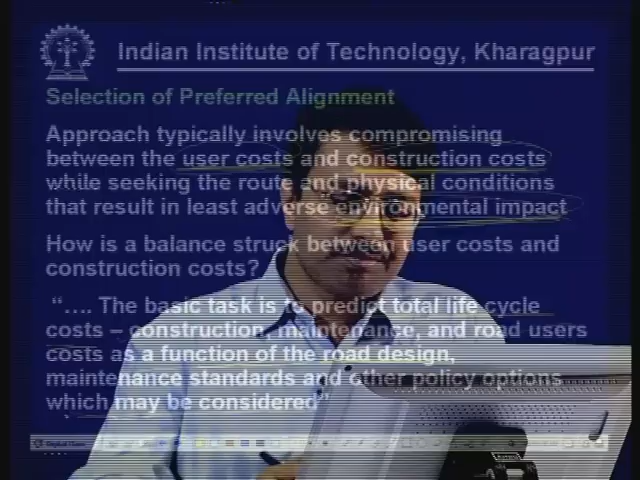 Indian Institute of Technology, Kharagpur
Selection of Preferred Alignment
Approach typically involves compromising
between the user costs and construction costs
while seeking the route and physical conditions
that result in least adverse environmental impact
How is a balance struck between user costs and
construction costs?
“…. The basic task is to predict total life cycle
costs – construction, maintenance, and road users
costs as a function of the road design,
maintenance standards and other policy options
which may be considered”